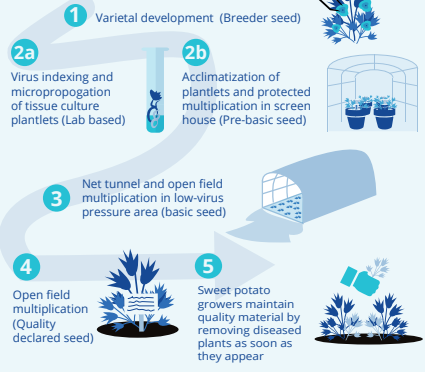 1 Varietal development (Breeder seed)
2a
Virus indexing and
micropropogation
of tissue culture
plantlets (Lab based)
2b
Acclimatization of
plantlets and protected
multiplication in screen
house (Pre-basic seed)
3
Net tunnel and open field
multiplication in low-virus
pressure area (basic seed)
4
Open field
multiplication
(Quality
declared seed)
5
Sweet potato
growers maintain
quality material by
removing diseased
plants as soon as
they appear